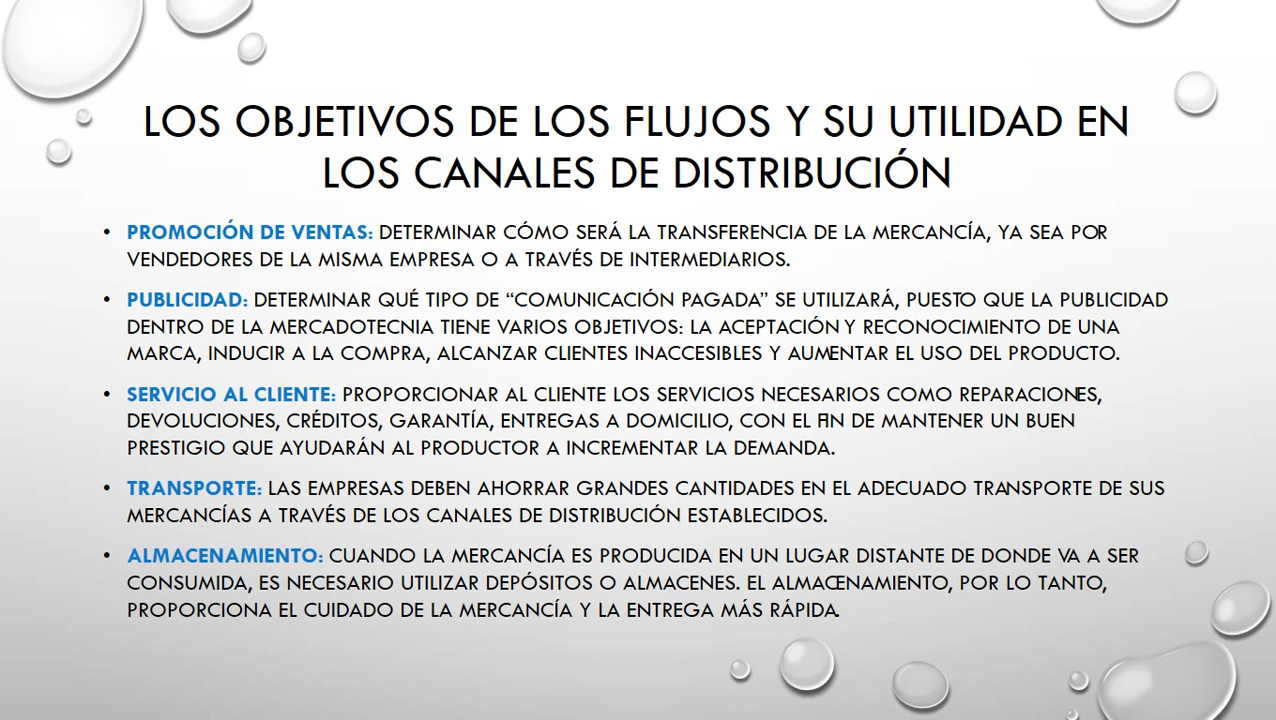 LOS OBJETIVOS DE LOS FLUJOS Y SU UTILIDAD EN
LOS CANALES DE DISTRIBUCIÓN
• PROMOCIÓN DE VENTAS: DETERMINAR CÓMO SERÁ LA TRANSFERENCIA DE LA MERCANCÍA, YA SEA POR
VENDEDORES DE LA MISMA EMPRESA O A TRAVÉS DE INTERMEDIARIOS.
• PUBLICIDAD: DETERMINAR QUÉ TIPO DE “COMUNICACIÓN PAGADA” SE UTILIZARÁ, PUESTO QUE LA PUBLICIDAD
DENTRO DE LA MERCADOTECNIA TIENE VARIOS OBJETIVOS: LA ACEPTACIÓN Y RECONOCIMIENTO DE UNA
MARCA, INDUCIR A LA COMPRA, ALCANZAR CLIENTES INACCESIBLES Y AUMENTAR EL USO DEL PRODUCTO.
• SERVICIO AL CLIENTE: PROPORCIONAR AL CLIENTE LOS SERVICIOS NECESARIOS COMO REPARACIONES,
DEVOLUCIONES, CRÉDITOS, GARANTÍA, ENTREGAS A DOMICILIO, CON EL FIN DE MANTENER UN BUEN
PRESTIGIO QUE AYUDARÁN AL PRODUCTOR A INCREMENTAR LA DEMANDA.
• TRANSPORTE: LAS EMPRESAS DEBEN AHORRAR GRANDES CANTIDADES EN EL ADECUADO TRANSPORTE DE SUS
MERCANCÍAS A TRAVÉS DE LOS CANALES DE DISTRIBUCIÓN ESTABLECIDOS.
• ALMACENAMIENTO: CUANDO LA MERCANCÍA ES PRODUCIDA EN UN LUGAR DISTANTE DE DONDE VA A SER
CONSUMIDA, ES NECESARIO UTILIZAR DEPÓSITOS O ALMACENES. EL ALMACENAMIENTO, POR LO TANTO,
PROPORCIONA EL CUIDADO DE LA MERCANCÍA Y LA ENTREGA MÁS RÁPIDA.